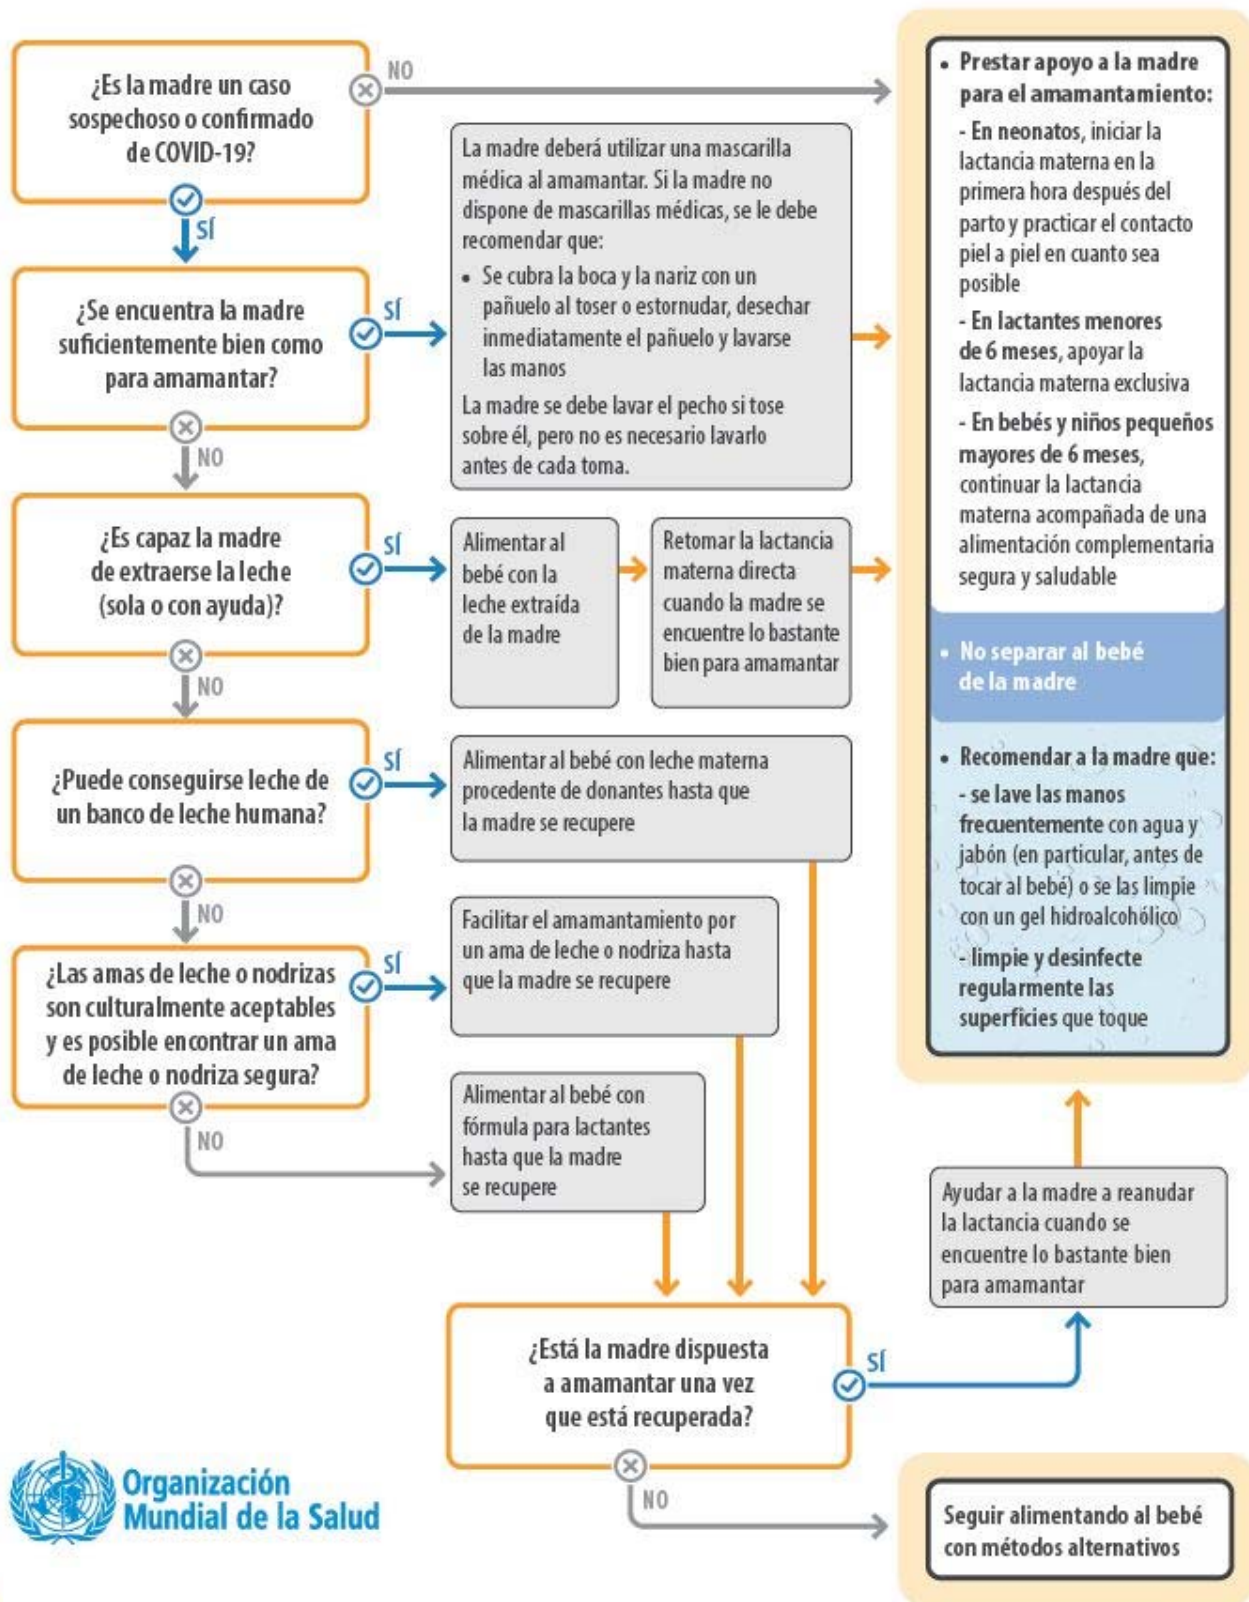 ¿Es la madre un caso
sospechoso o confirmado
de COVID-19?
NO
SÍ
¿Se encuentra la madre
suficientemente bien como
para amamantar?
SÍ
NO
La madre deberá utilizar una mascarilla
médica al amamantar. Si la madre no
dispone de mascarillas médicas, se le debe
recomendar que:
• Se cubra la boca y la nariz con un
pañuelo al toser o estornudar, desechar
inmediatamente el pañuelo y lavarse
las manos
La madre se debe lavar el pecho si tose
sobre él, pero no es necesario lavarlo
antes de cada toma.
¿Es capaz la madre
de extraerse la leche
(sola o con ayuda)?
SÍ
NO
Alimentar al
bebé con la
leche extraída
de la madre
Retomar la lactancia
materna directa
cuando la madre se
encuentre lo bastante
bien para amamantar
¿Puede conseguirse leche de
un banco de leche humana?
SÍ
NO
Alimentar al bebé con leche materna
procedente de donantes hasta que
la madre se recupere
¿Las amas de leche o nodrizas
son culturalmente aceptables
y es posible encontrar un ama
de leche o nodriza segura?
SÍ
NO
Facilitar el amamantamiento por
un ama de leche o nodriza hasta
que la madre se recupere
Alimentar al bebé con
fórmula para lactantes
hasta que la madre
se recupere
¿Está la madre dispuesta
a amamantar una vez
que está recuperada?
SÍ
NO
Ayudar a la madre a reanudar
la lactancia cuando se
encuentre lo bastante bien
para amamantar
• Prestar apoyo a la madre
para el amamantamiento:
- En neonatos, iniciar la
lactancia materna en la
primera hora después del
parto y practicar el contacto
piel a piel en cuanto sea
posible
- En lactantes menores
de 6 meses, apoyar la
lactancia materna exclusiva
- En bebés y niños pequeños
mayores de 6 meses,
continuar la lactancia
materna acompañada de una
alimentación complementaria
segura y saludable
• No separar al bebé
de la madre
• Recomendar a la madre que:
- se lave las manos
frecuentemente con agua y
jabón (en particular, antes de
tocar al bebé) o se las limpie
con un gel hidroalcohólico
- limpie y desinfecte
regularmente las
superficies que toque
Seguir alimentando al bebé
con métodos alternativos
Organización
Mundial de la Salud